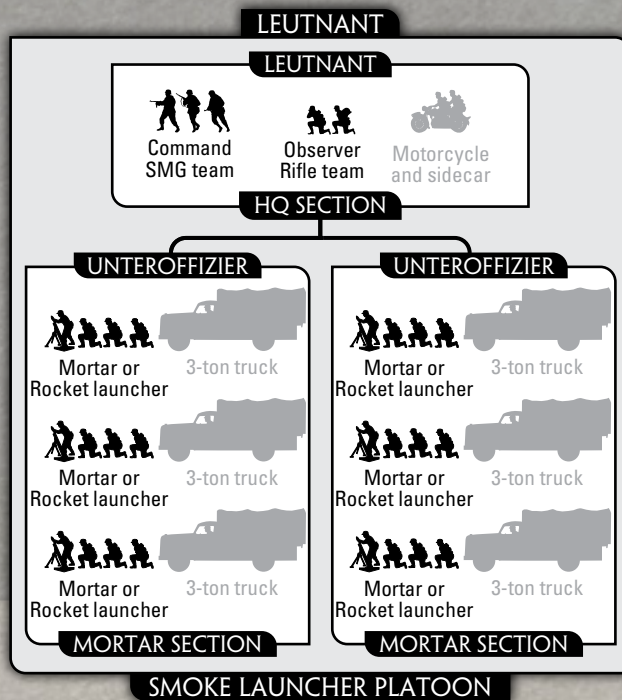 LEUTNANT
LEUTNANT
Command
SMG team
Observer
Rifle team
Motorcycle
and sidecar
HQ SECTION
UNTEROFFIZIER
Mortar or
Rocket launcher
3-ton truck
Mortar or
Rocket launcher
3-ton truck
Mortar or
Rocket launcher
3-ton truck
MORTAR SECTION
UNTEROFFIZIER
Mortar or
Rocket launcher
3-ton truck
Mortar or
Rocket launcher
3-ton truck
Mortar or
Rocket launcher
3-ton truck
MORTAR SECTION
SMOKE LAUNCHER PLATOON